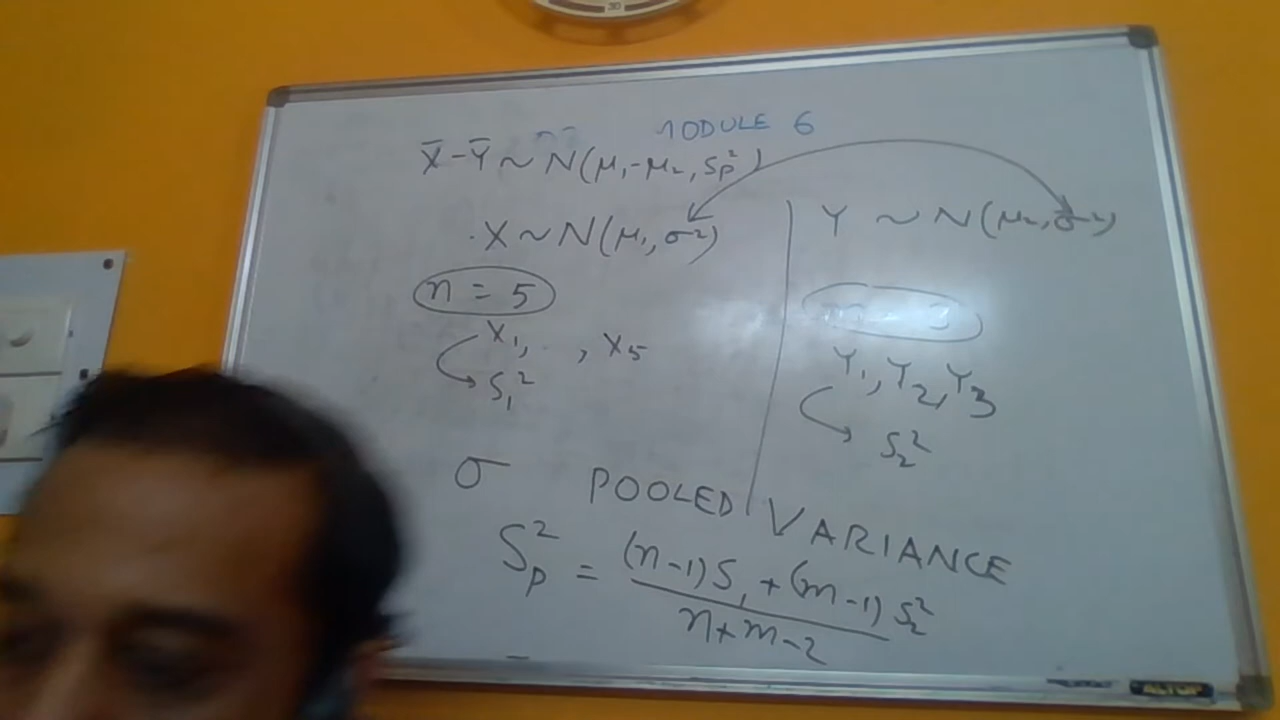 MODULE 6
X̄-Ȳ ~ N(μ₁-μ₂, Sp²)
X ~ N(μ₁, σ²)
Y ~ N(μ₂, σ²)
n = 5
X₁, , X₅
S₁²
m = 3
Y₁, Y₂, Y₃
S₂²
σ
POOLED VARIANCE
Sp² = (n-1)S₁ + (m-1)S₂² / n+m-2